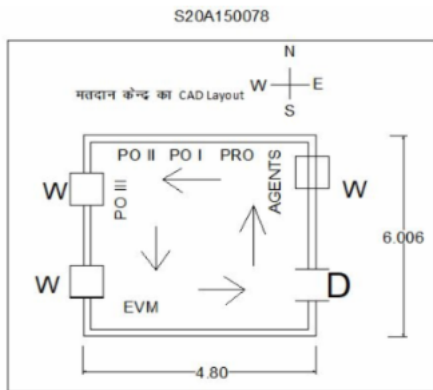 S20A150078
N
मतदान केन्द्र का CAD Layout
W E
S
PO II PO I PRO
W
PO III
AGENTS
W
6.006
W
D
EVM
4.80